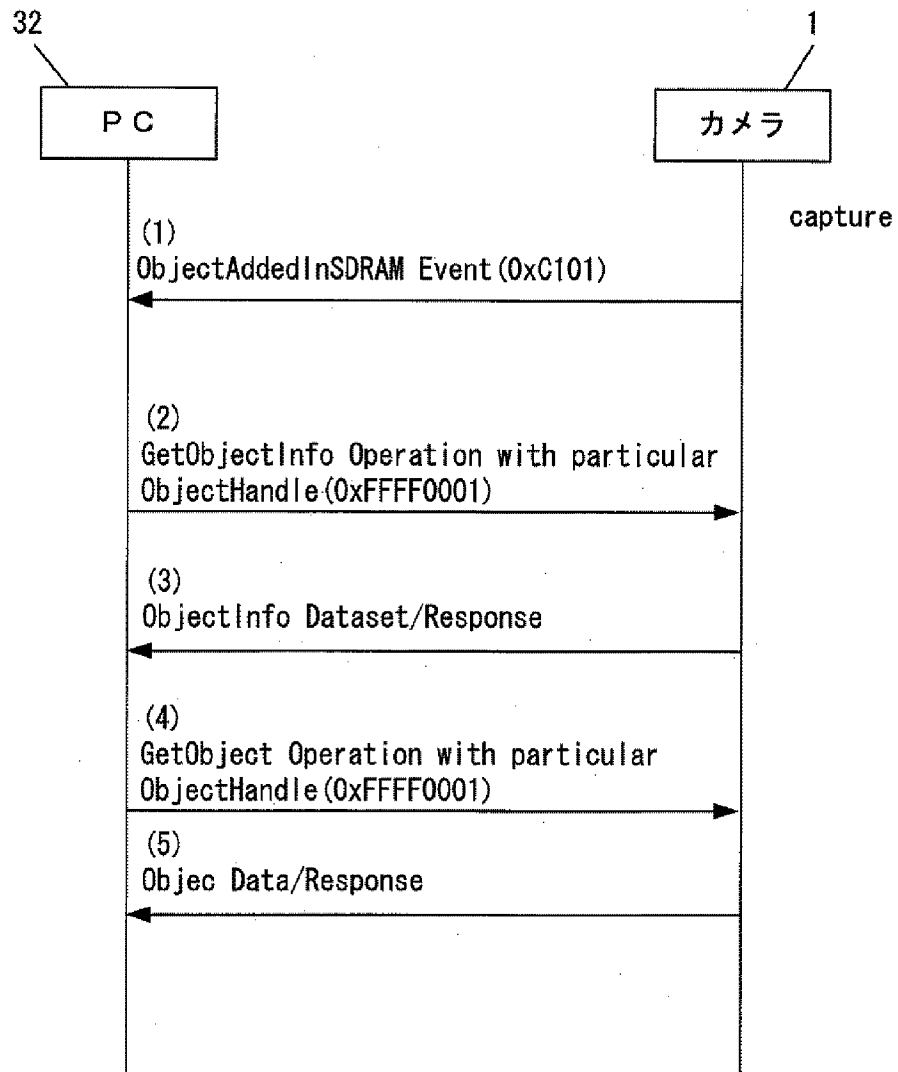 32
1
PC
カメラ
capture
(1)
ObjectAddedInSDRAM Event(0xC101)
(2)
GetObjectInfo Operation with particular
ObjectHandle(0xFFFF0001)
(3)
ObjectInfo Dataset/Response
(4)
GetObject Operation with particular
ObjectHandle(0xFFFF0001)
(5)
Objec Data/Response